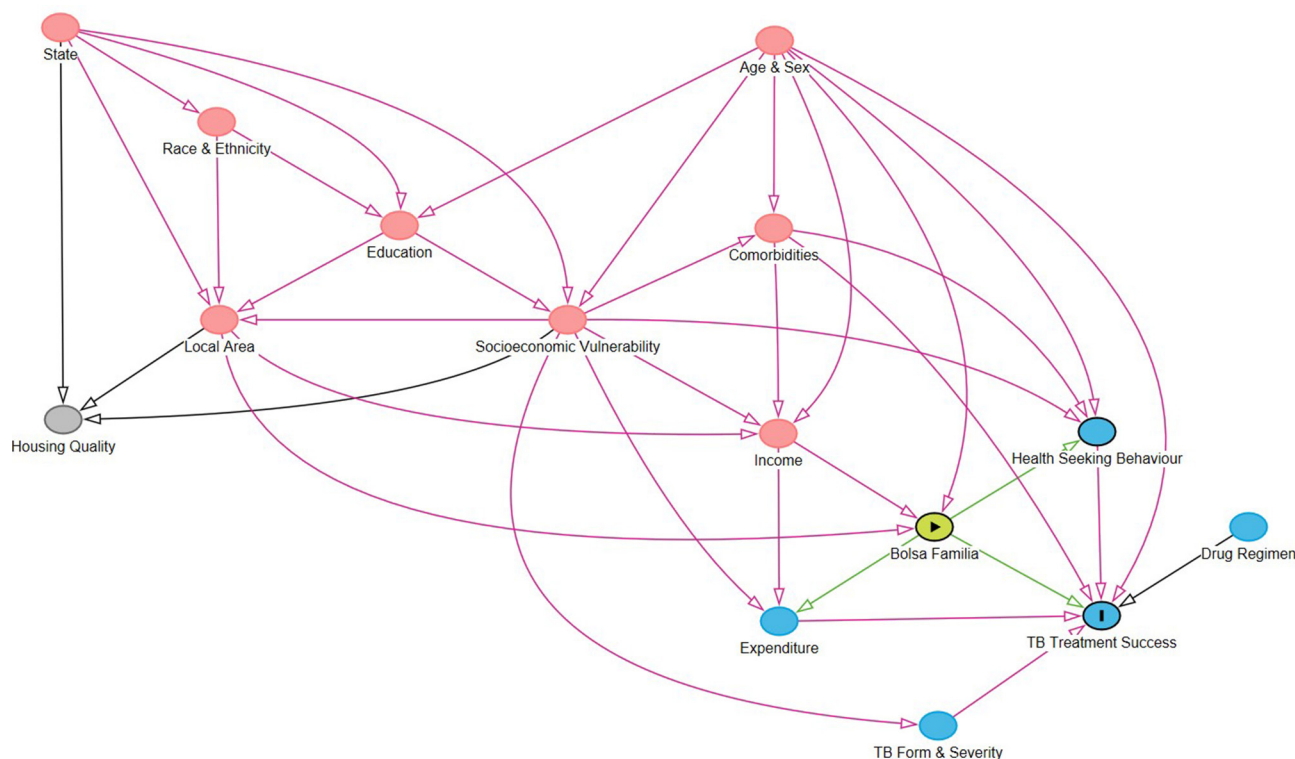 State
Age & Sex
Race & Ethnicity
Education
Comorbidities
Local Area
Socioeconomic Vulnerability
Housing Quality
Income
Health Seeking Behaviour
Bolsa Familia
Drug Regimen
Expenditure
TB Treatment Success
TB Form & Severity